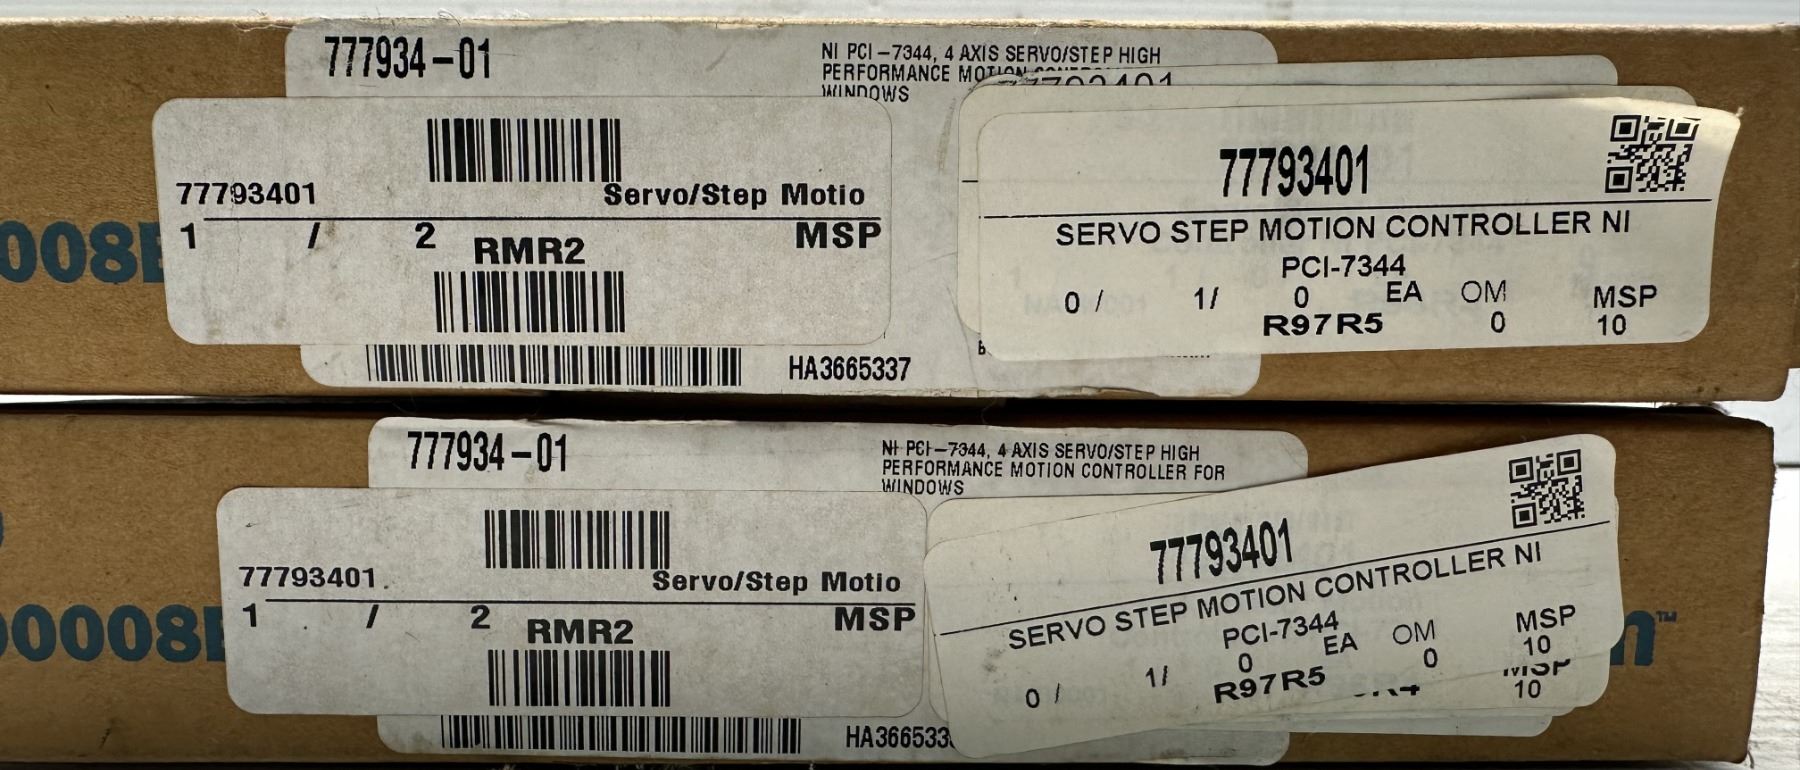 777934-01
NI PCI-7344, 4 AXIS SERVO/STEP HIGH
PERFORMANCE MOTION
WINDOWS
77793401
77793401
Servo/Step Motio
1 / 2
RMR2
MSP
HA3665337
77793401
SERVO STEP MOTION CONTROLLER NI
PCI-7344
0 / 1/ 0 EA OM MSP
R97R5 0 10
777934-01
NI PCI-7344, 4 AXIS SERVO/STEP HIGH
PERFORMANCE MOTION CONTROLLER FOR
WINDOWS
77793401
Servo/Step Motio
1 / 2
RMR2
MSP
HA366533
77793401
SERVO STEP MOTION CONTROLLER NI
PCI-7344
0 / 1/ 0 EA OM MSP
R97R5 0 10
MSP
10